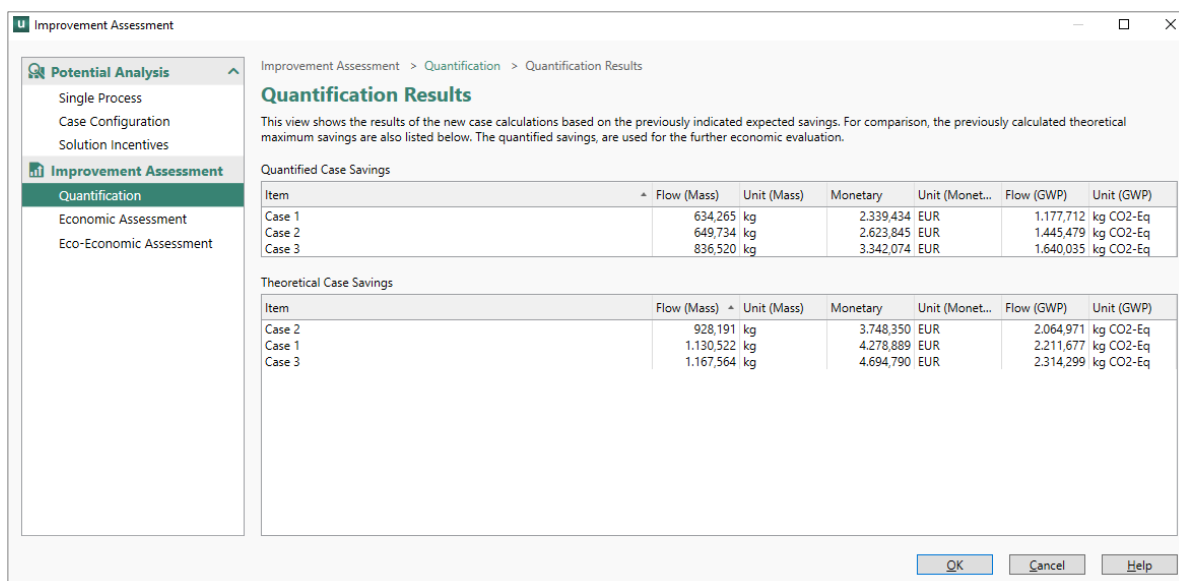 u Improvement Assessment
Potential Analysis
Single Process
Case Configuration
Solution Incentives
Improvement Assessment
Quantification
Economic Assessment
Eco-Economic Assessment
Improvement Assessment > Quantification > Quantification Results
Quantification Results
This view shows the results of the new case calculations based on the previously indicated expected savings. For comparison, the previously calculated theoretical
maximum savings are also listed below. The quantified savings, are used for the further economic evaluation.
Quantified Case Savings
Item Flow (Mass) Unit (Mass) Monetary Unit (Monet... Flow (GWP) Unit (GWP)
Case 1 634,265 kg 2.339,434 EUR 1.177,712 kg CO2-Eq
Case 2 649,734 kg 2.623,845 EUR 1.445,479 kg CO2-Eq
Case 3 836,520 kg 3.342,074 EUR 1.640,035 kg CO2-Eq
Theoretical Case Savings
Item Flow (Mass) Unit (Mass) Monetary Unit (Monet... Flow (GWP) Unit (GWP)
Case 2 928,191 kg 3.748,350 EUR 2.064,971 kg CO2-Eq
Case 1 1.130,522 kg 4.278,889 EUR 2.211,677 kg CO2-Eq
Case 3 1.167,564 kg 4.694,790 EUR 2.314,299 kg CO2-Eq
OK Cancel Help